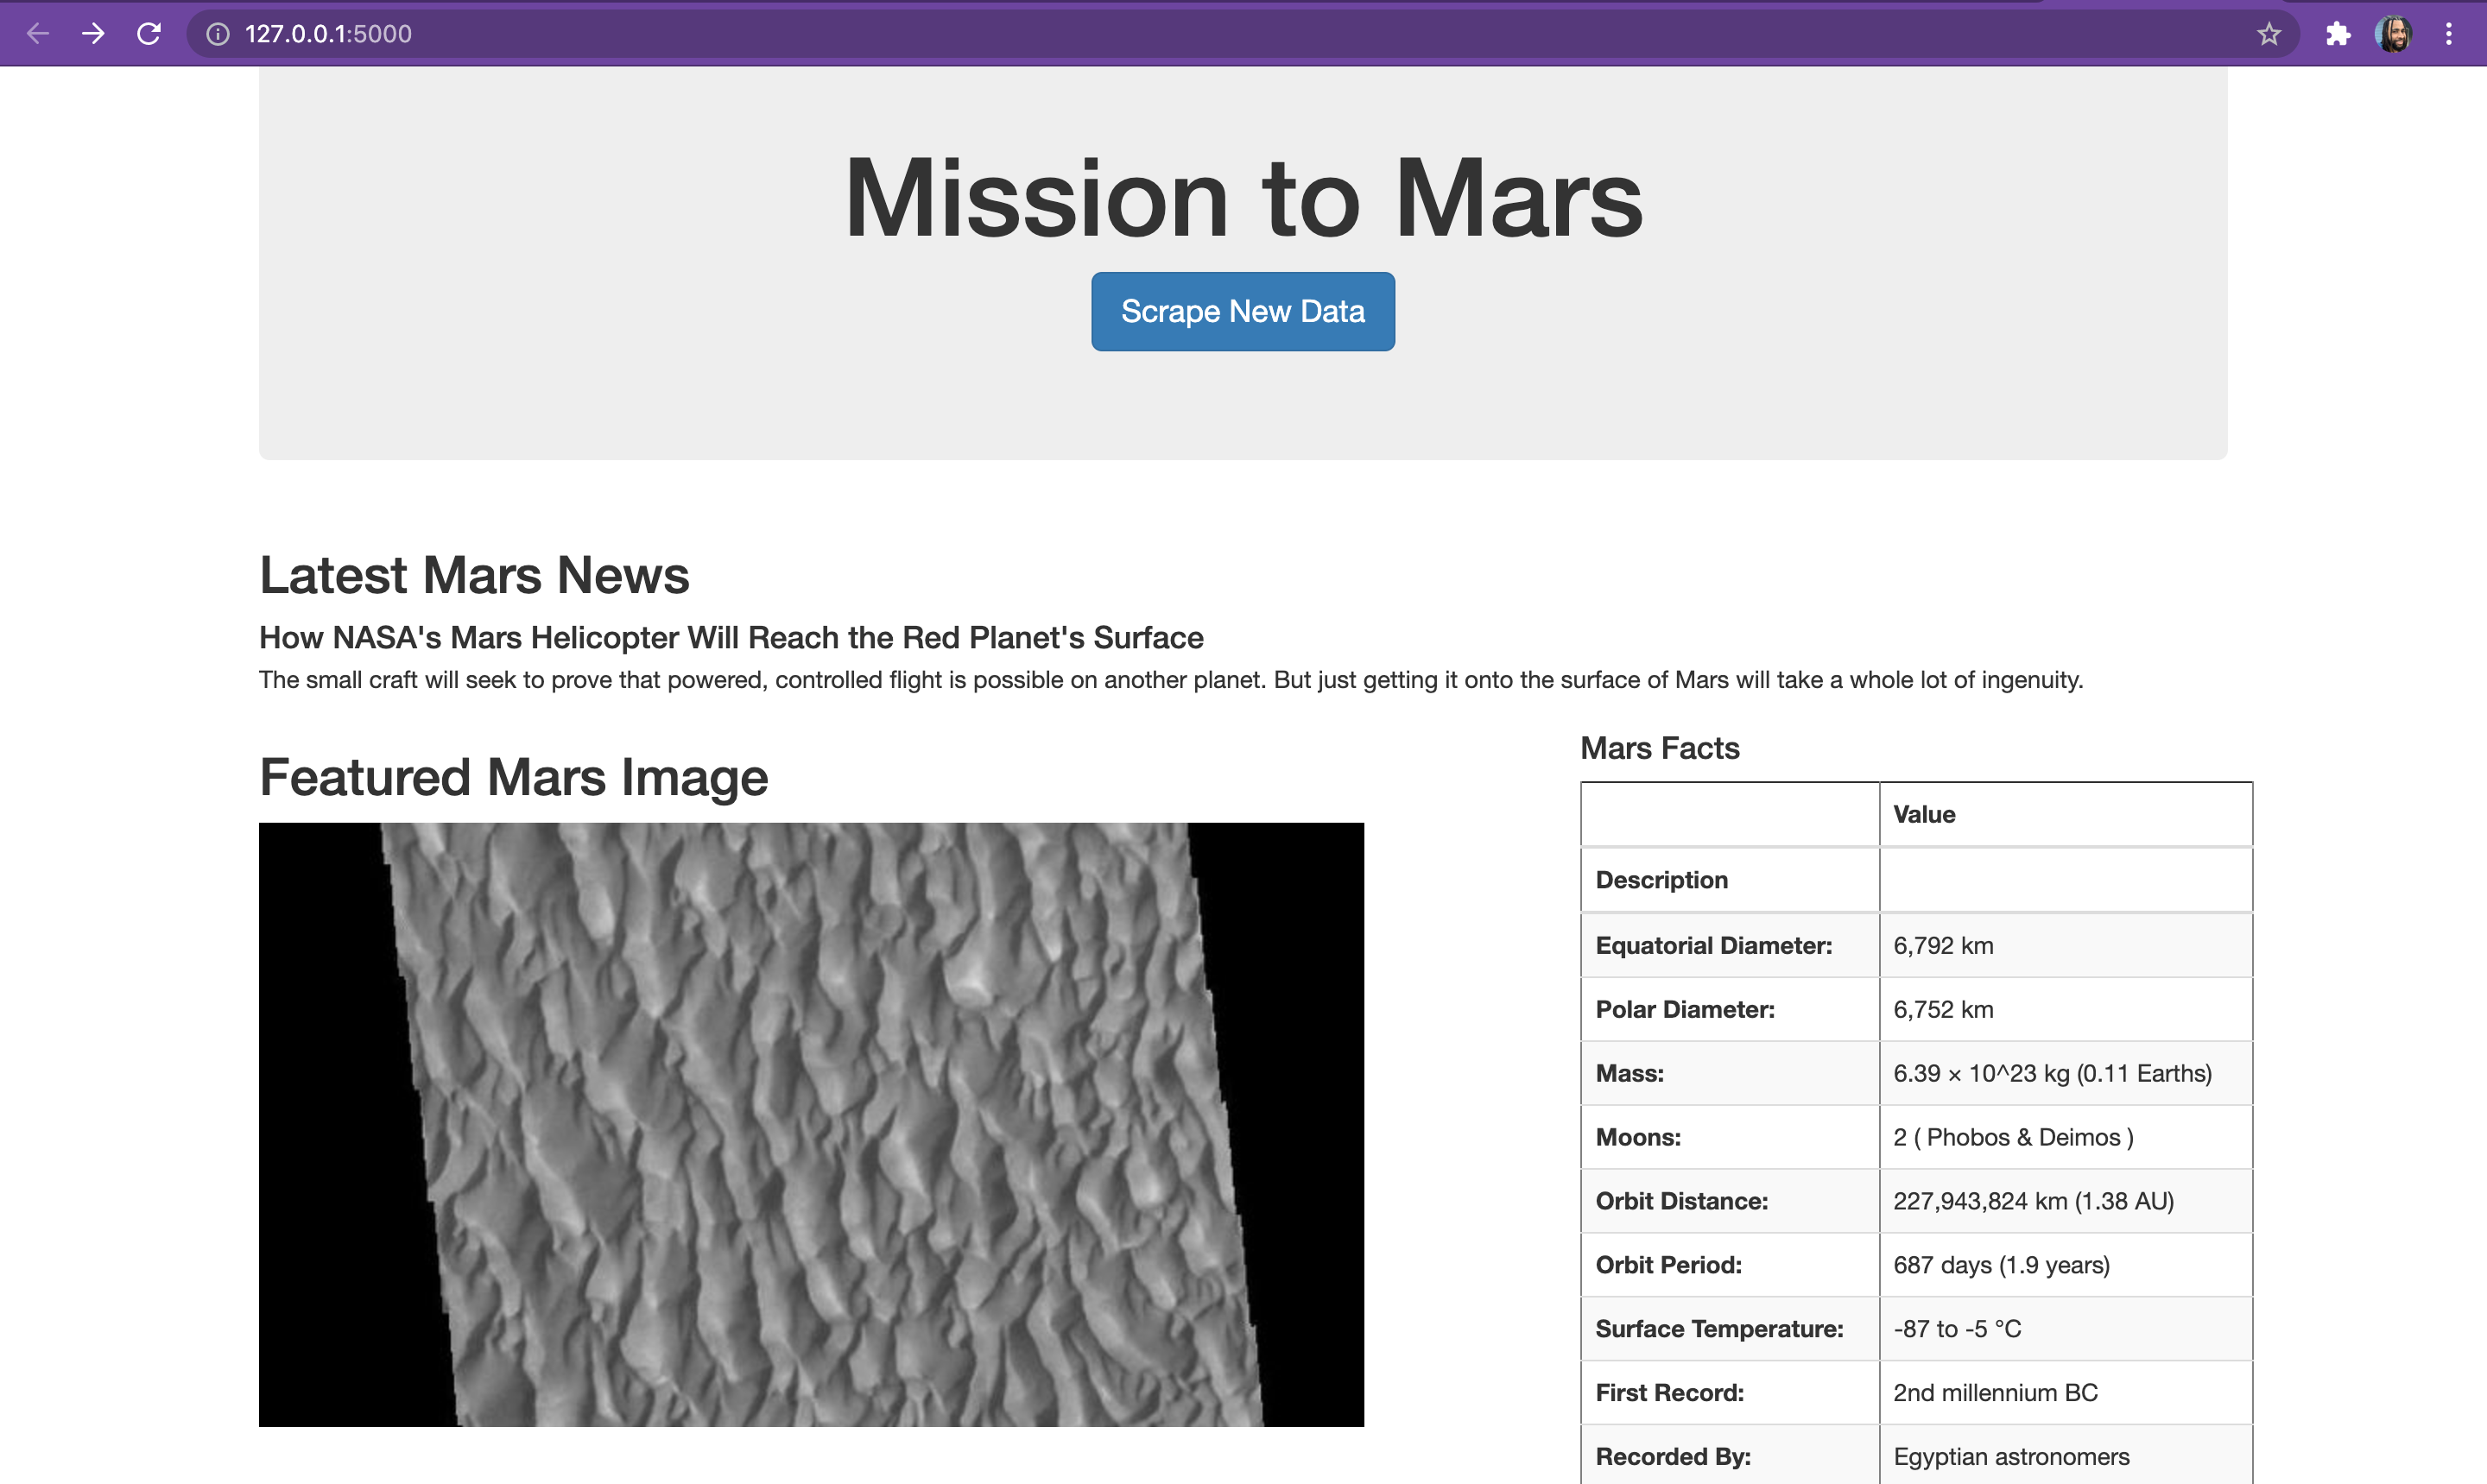 127.0.0.1:5000
Mission to Mars
Scrape New Data
Latest Mars News
How NASA's Mars Helicopter Will Reach the Red Planet's Surface
The small craft will seek to prove that powered, controlled flight is possible on another planet. But just getting it onto the surface of Mars will take a whole lot of ingenuity.
Featured Mars Image
Mars Facts
Value
Description
Equatorial Diameter: 6,792 km
Polar Diameter: 6,752 km
Mass: 6.39 × 10^23 kg (0.11 Earths)
Moons: 2 ( Phobos & Deimos )
Orbit Distance: 227,943,824 km (1.38 AU)
Orbit Period: 687 days (1.9 years)
Surface Temperature: -87 to -5 °C
First Record: 2nd millennium BC
Recorded By: Egyptian astronomers